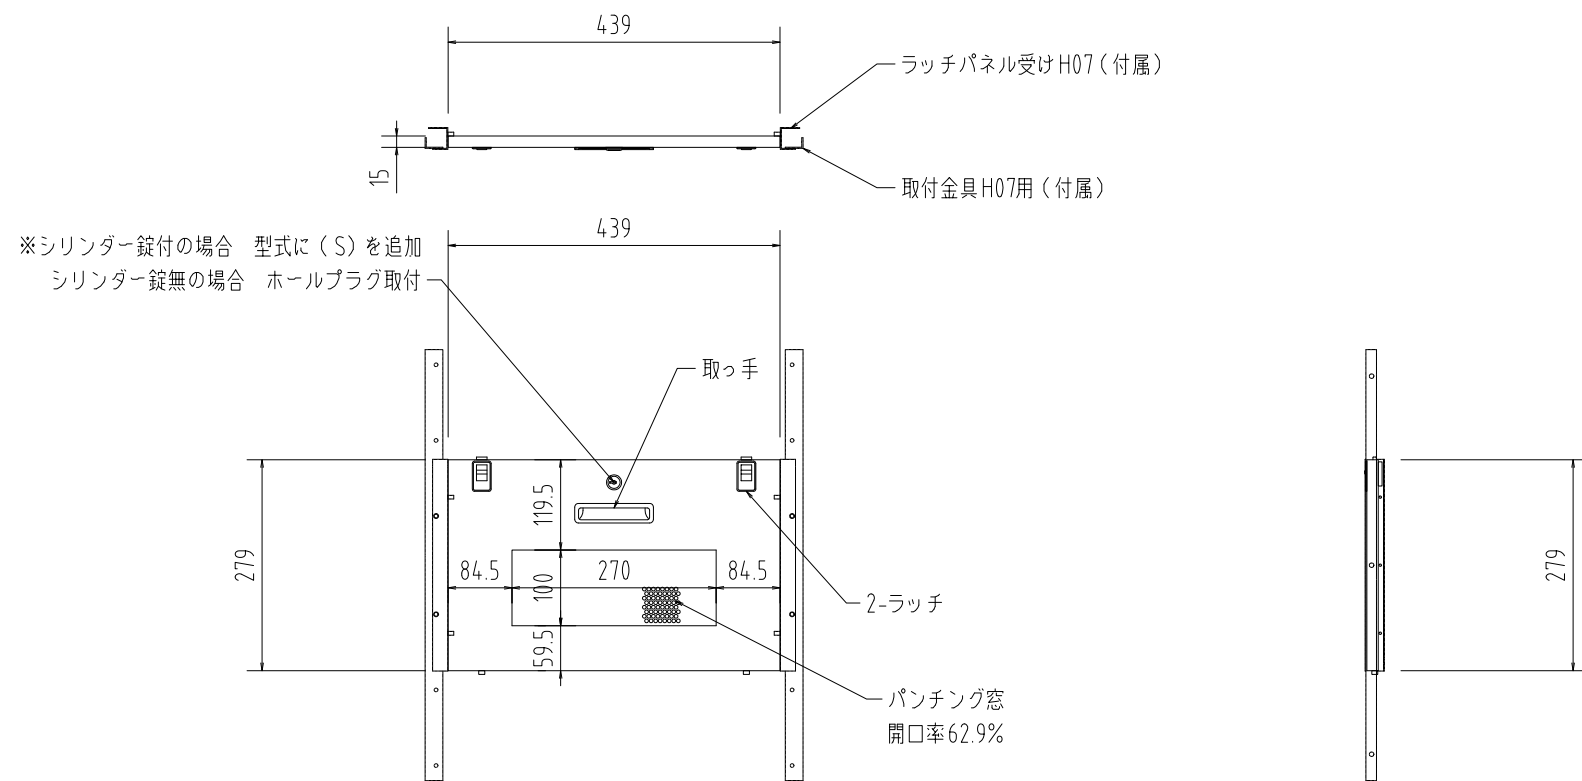 439
ラッチパネル受けH07（付属）
15
取付金具H07用（付属）
439
※シリンダー錠付の場合　型式に（S）を追加
シリンダー錠無の場合　ホールプラグ取付
取っ手
119.5
279
84.5
270
84.5
100
279
2-ラッチ
59.5
パンチング窓
開口率62.9%